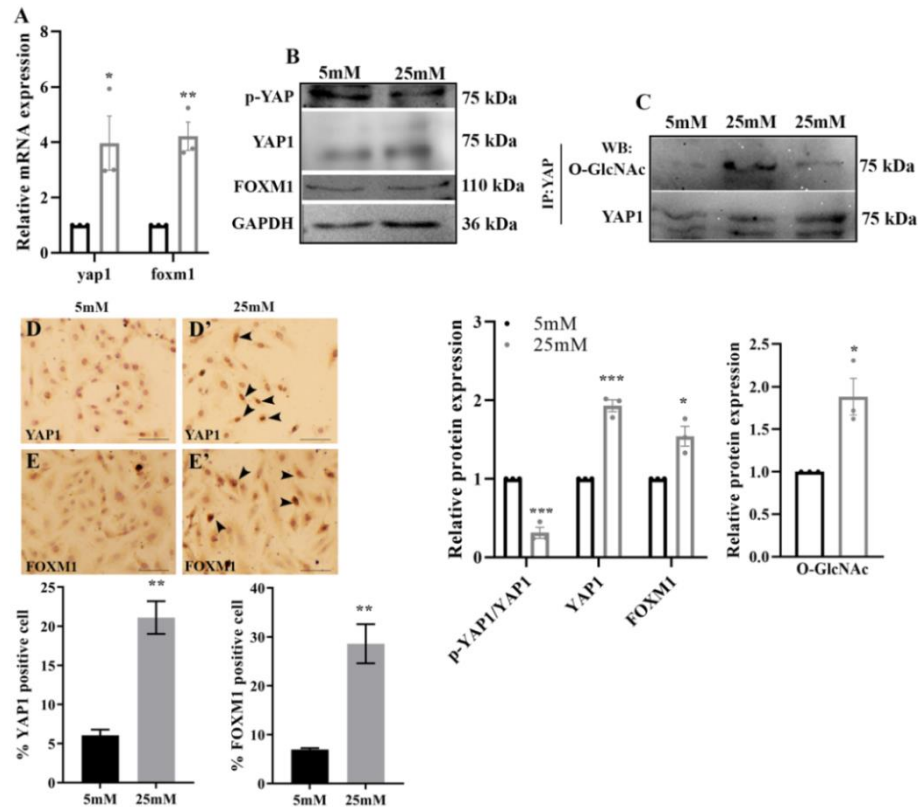 A
Relative mRNA expression
8
6
4
2
0
*
**
yap1
foxm1
B
5mM 25mM
p-YAP
75 kDa
YAP1
75 kDa
FOXM1
110 kDa
GAPDH
36 kDa
C
5mM 25mM 25mM
IP:YAP
WB:
O-GlcNAc
75 kDa
YAP1
75 kDa
5mM 25mM
D
YAP1
D'
YAP1
E
FOXM1
E'
FOXM1
% YAP1 positive cell
25
20
15
10
5
0
**
5mM 25mM
% FOXM1 positive cell
40
30
20
10
0
**
5mM 25mM
Relative protein expression
3
2
1
0
5mM
25mM
***
***
*
p-YAP1/YAP1
YAP1
FOXM1
Relative protein expression
2.5
2.0
1.5
1.0
0.5
0.0
*
O-GlcNAc